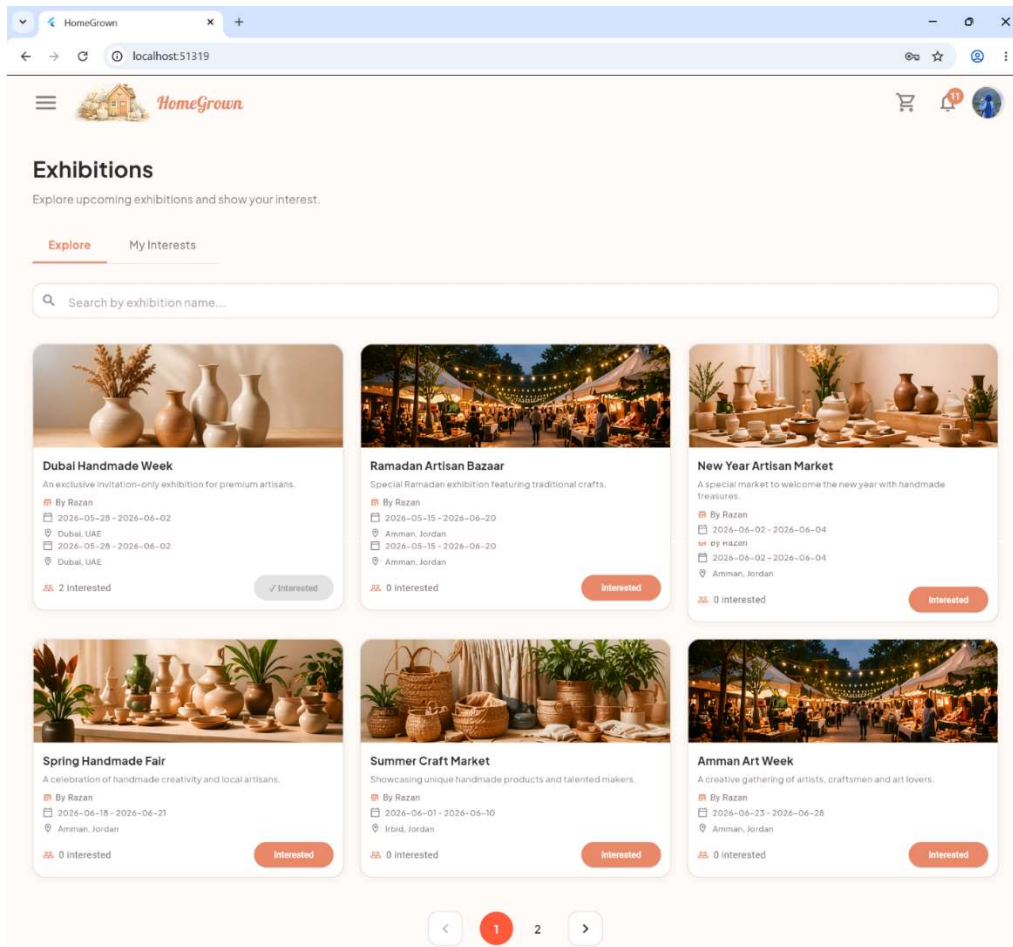 HomeGrown
localhost:51319
HomeGrown
11
Exhibitions
Explore upcoming exhibitions and show your interest.
Explore
My Interests
Search by exhibition name...
Dubai Handmade Week
An exclusive invitation-only exhibition for premium artisans.
By Razan
2026-05-28 - 2026-06-02
Dubai, UAE
2026-05-28 - 2026-06-02
Dubai, UAE
2 interested
✓ Interested
Ramadan Artisan Bazaar
Special Ramadan exhibition featuring traditional crafts.
By Razan
2026-05-15 - 2026-06-20
Amman, Jordan
2026-05-15 - 2026-06-20
Amman, Jordan
0 interested
Interested
New Year Artisan Market
A special market to welcome the new year with handmade
treasures.
By Razan
2026-06-02 - 2026-06-04
By Razan
2026-06-02 - 2026-06-04
Amman, Jordan
0 interested
Interested
Spring Handmade Fair
A celebration of handmade creativity and local artisans.
By Razan
2026-06-18 - 2026-06-21
Amman, Jordan
0 interested
Interested
Summer Craft Market
Showcasing unique handmade products and talented makers.
By Razan
2026-06-01 - 2026-06-10
Irbid, Jordan
0 interested
Interested
Amman Art Week
A creative gathering of artists, craftsmen and art lovers.
By Razan
2026-06-23 - 2026-06-28
Amman, Jordan
0 interested
Interested
1
2